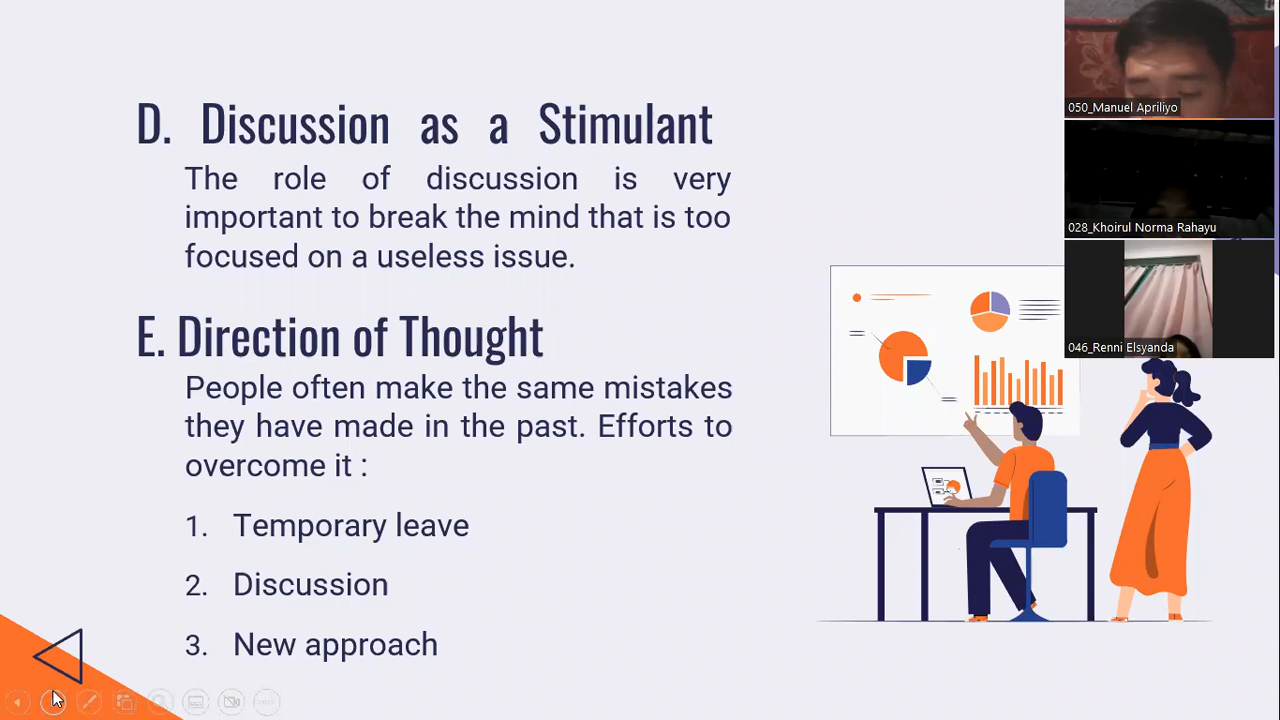 D. Discussion as a Stimulant
The role of discussion is very
important to break the mind that is too
focused on a useless issue.
E. Direction of Thought
People often make the same mistakes
they have made in the past. Efforts to
overcome it :
1. Temporary leave
2. Discussion
3. New approach
050_Manuel Apriliyo
028_Khoirul Norma Rahayu
046_Renni Elsyanda